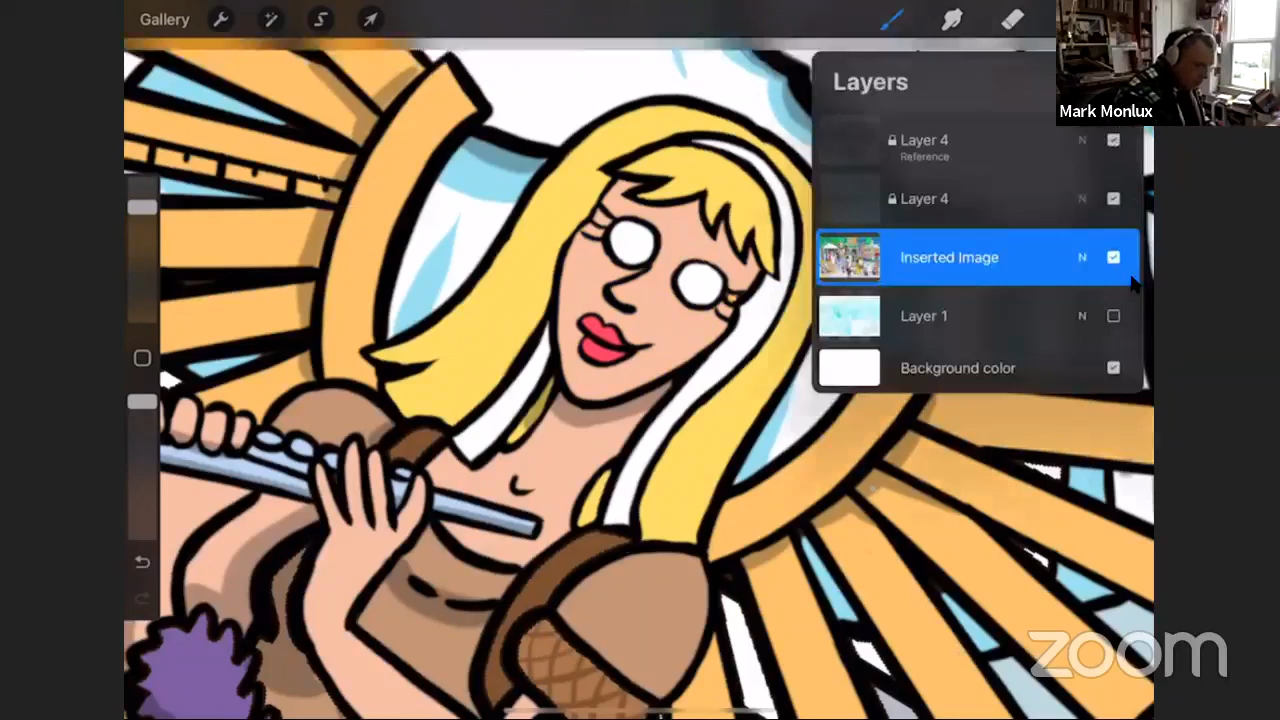 Gallery
Layers
Layer 4
N
Reference
Layer 4
N
Inserted Image
N
Layer 1
N
Background color
Mark Monlux
zoom